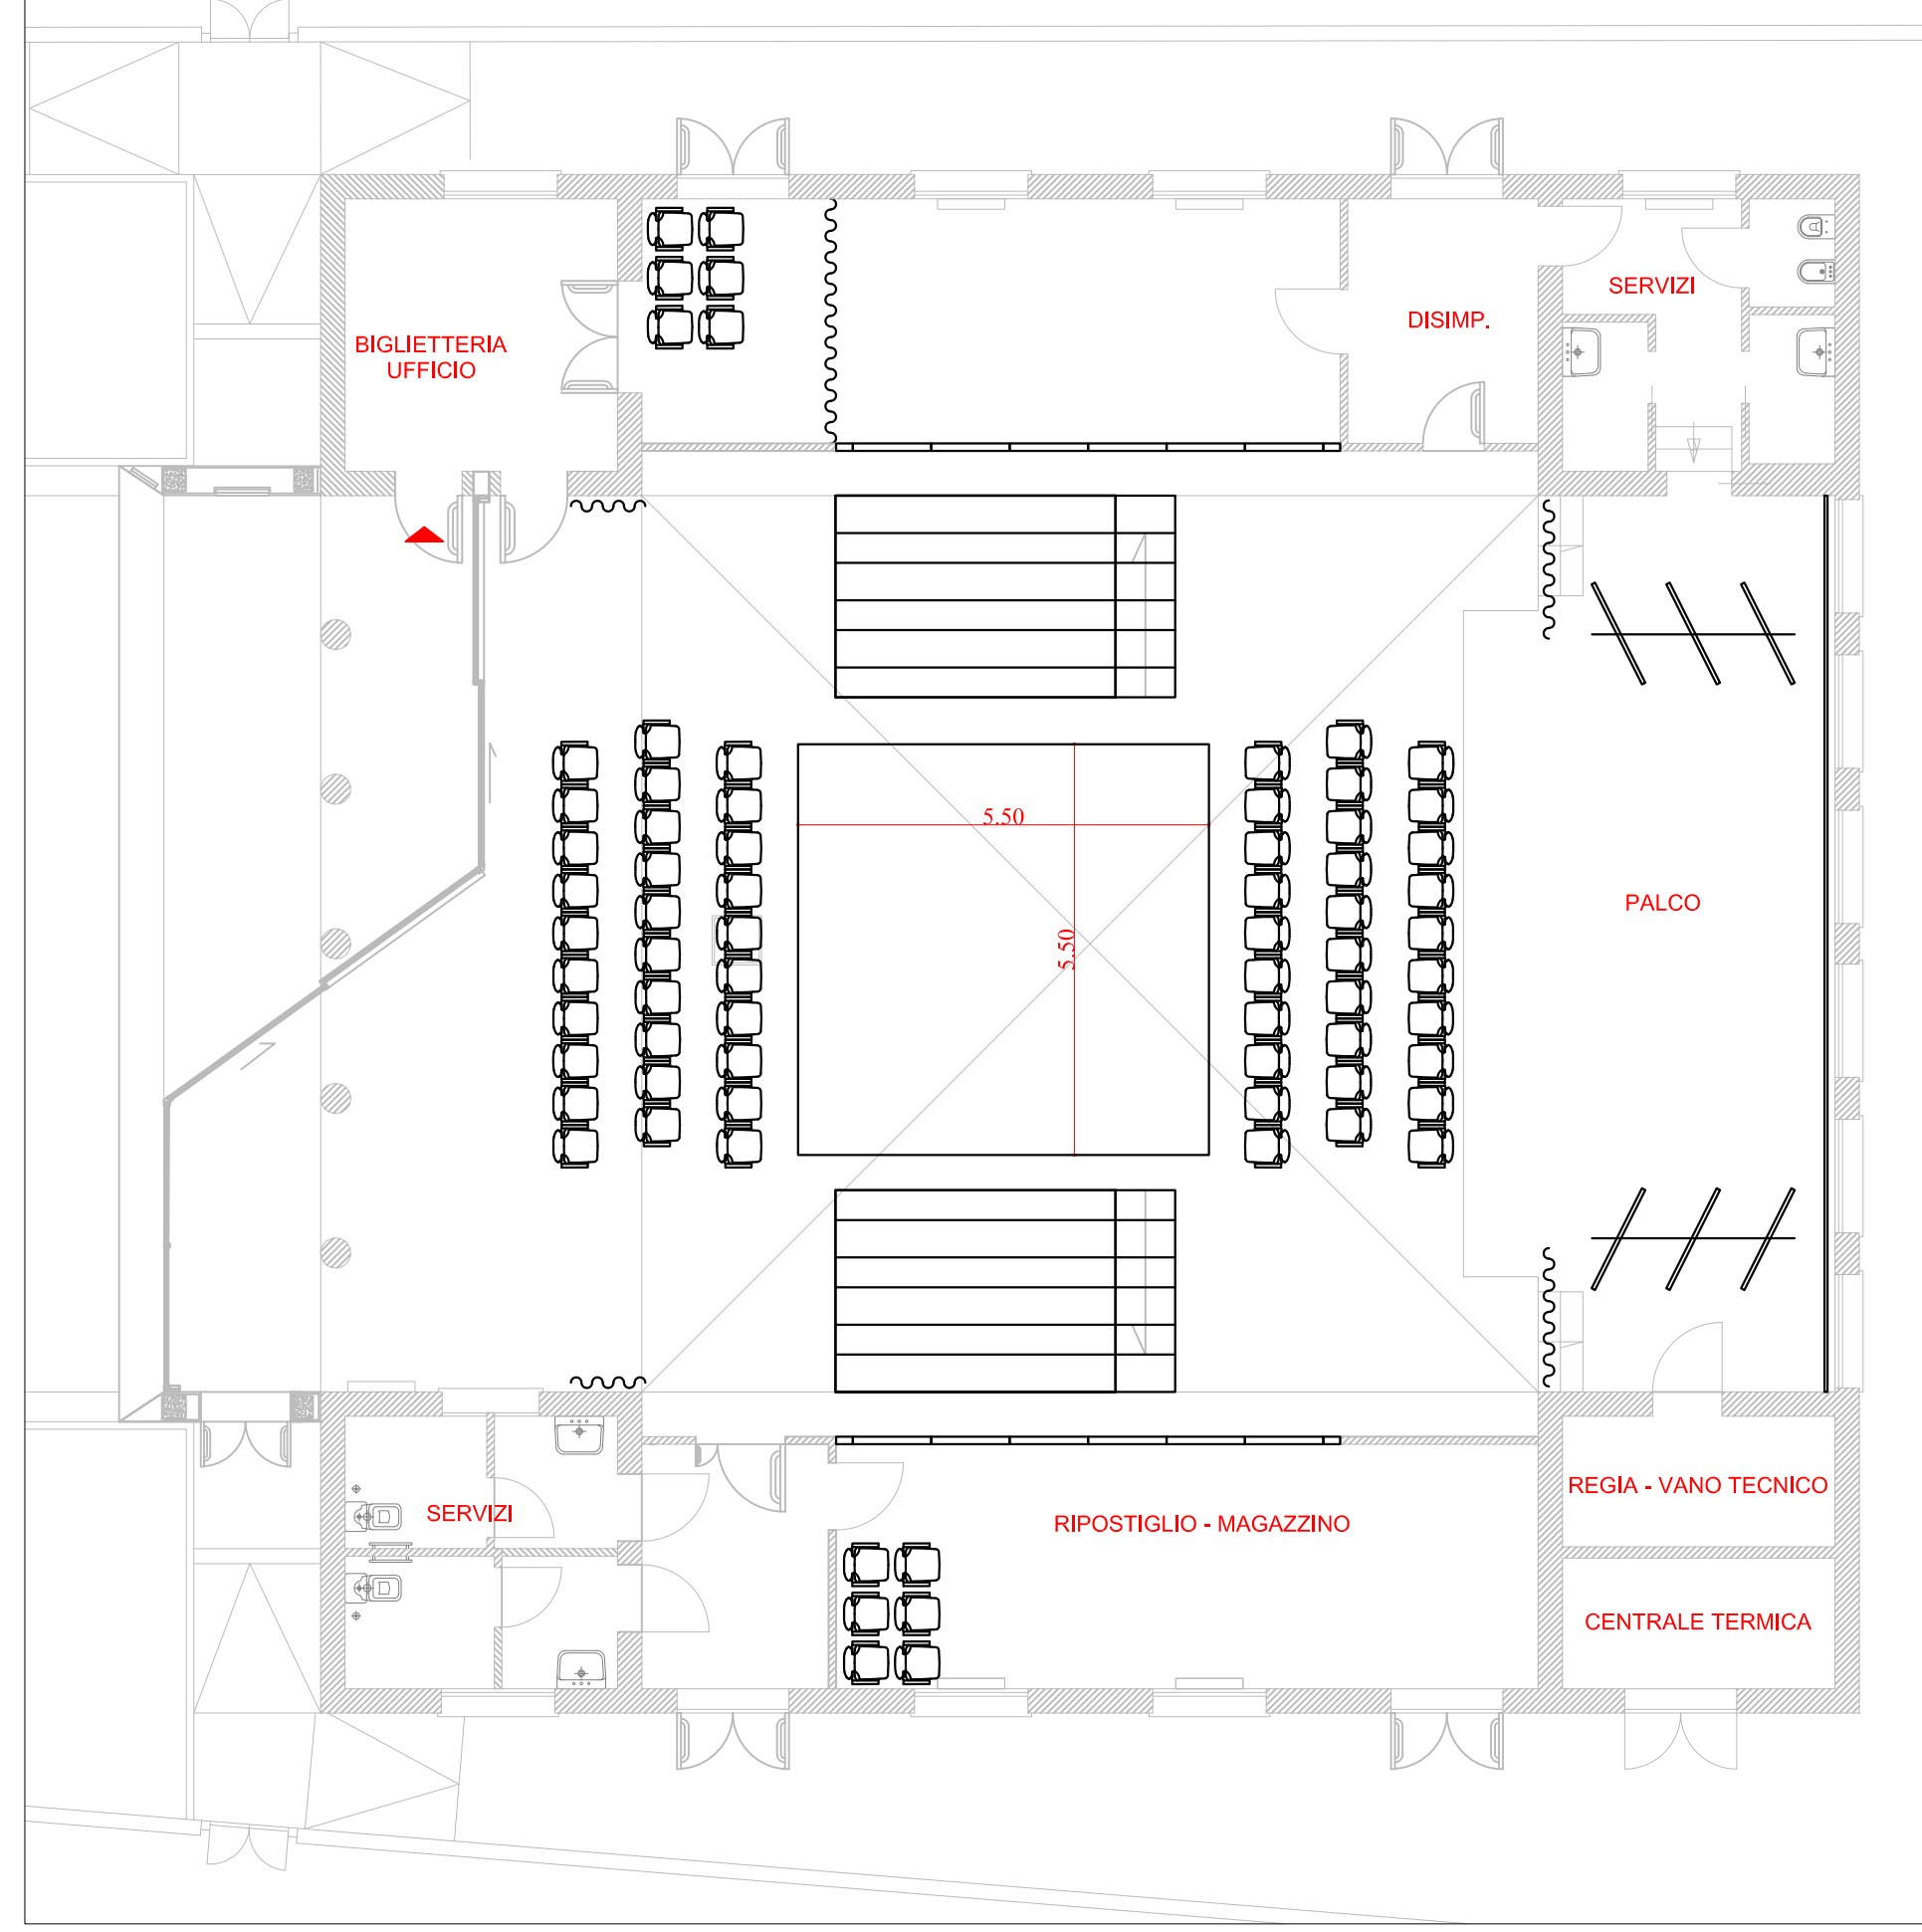 SERVIZI
DISIMP.
BIGLIETTERIA
UFFICIO
5.50
PALCO
5.50
REGIA - VANO TECNICO
SERVIZI
RIPOSTIGLIO - MAGAZZINO
CENTRALE TERMICA